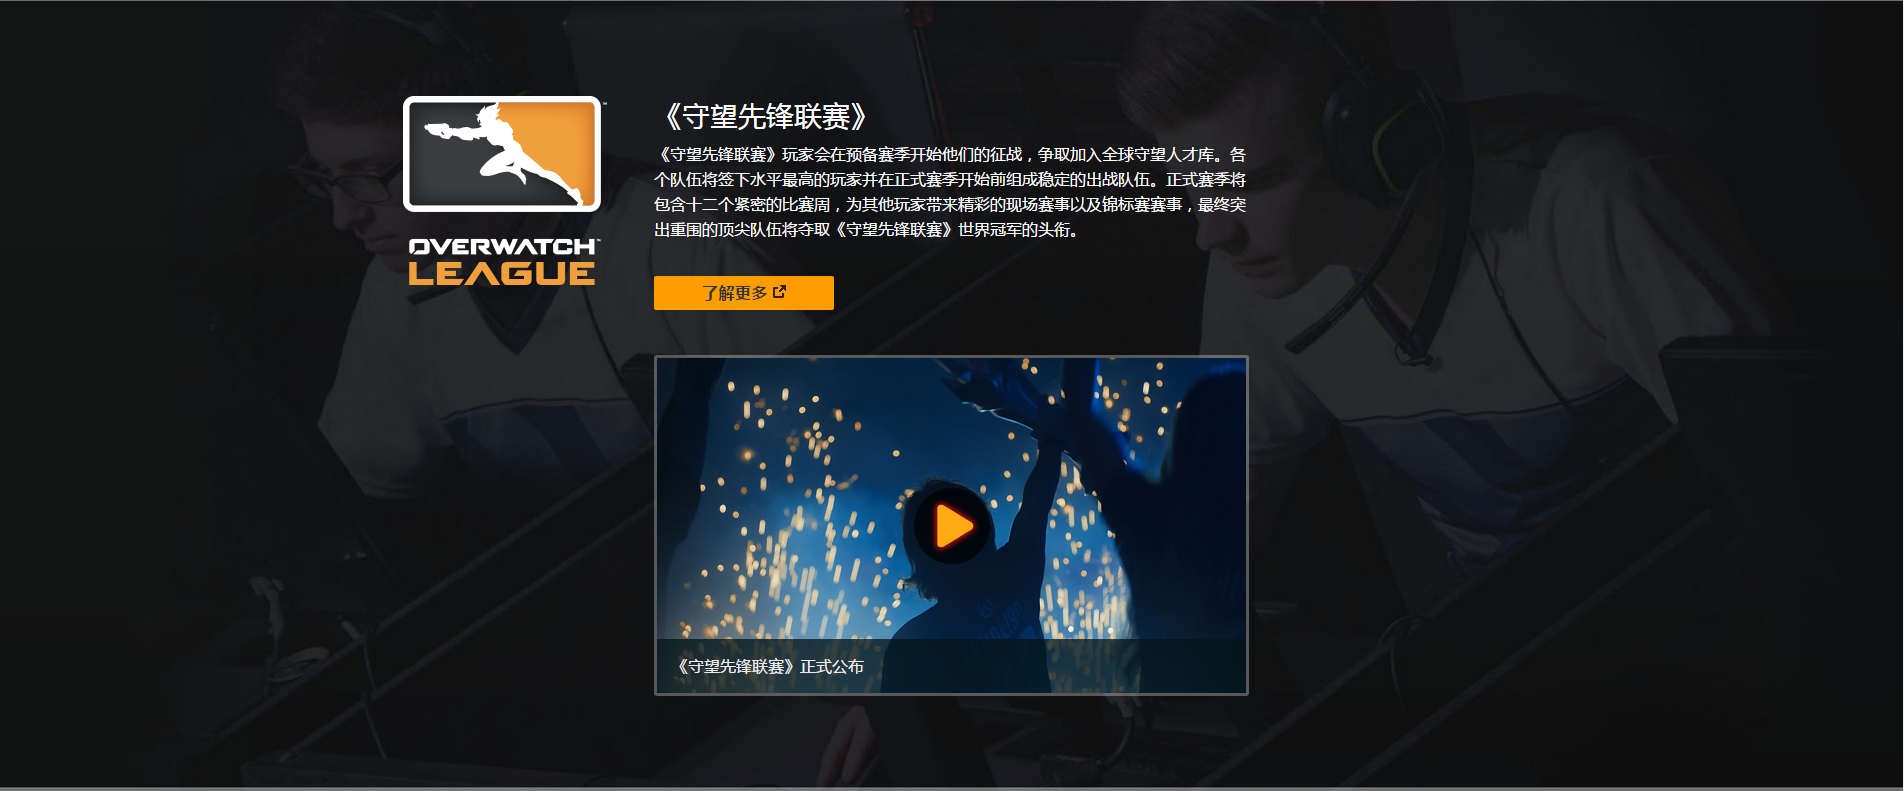 《守望先锋联赛》
《守望先锋联赛》玩家会在预备赛季开始他们的征战，争取加入全球守望人才库。各
个队伍将签下水平最高的玩家并在正式赛季开始前组成稳定的出战队伍。正式赛季将
包含十二个紧密的比赛周，为其他玩家带来精彩的现场赛事以及锦标赛赛事，最终突
出重围的顶尖队伍将夺取《守望先锋联赛》世界冠军的头衔。
OVERWATCH
LEAGUE
了解更多
《守望先锋联赛》正式公布